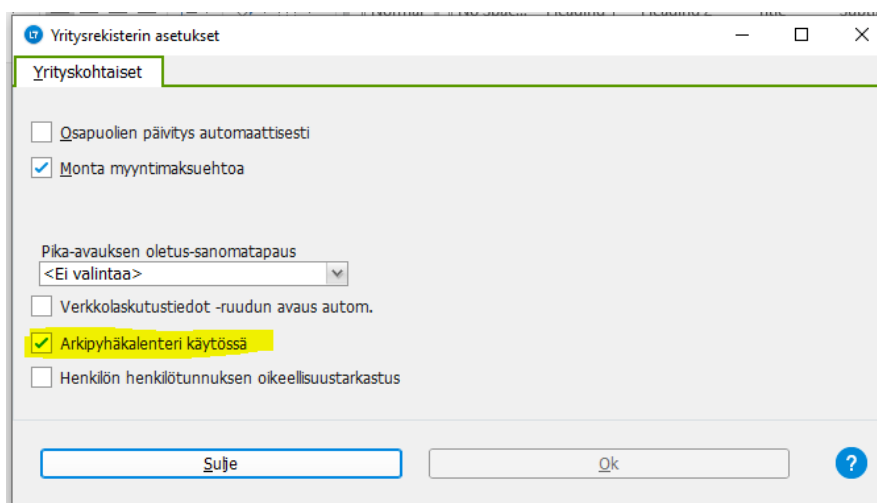 Yritysrekisterin asetukset
Yrityskohtaiset
Osapuolien päivitys automaattisesti
Monta myyntimaksuehtoa
Pika-avauksen oletus-sanomatapaus
<Ei valintaa>
Verkkolaskutustiedot -ruudun avaus autom.
Arkipyhäkalenteri käytössä
Henkilön henkilötunnuksen oikeellisuustarkastus
Sulje
Ok
?